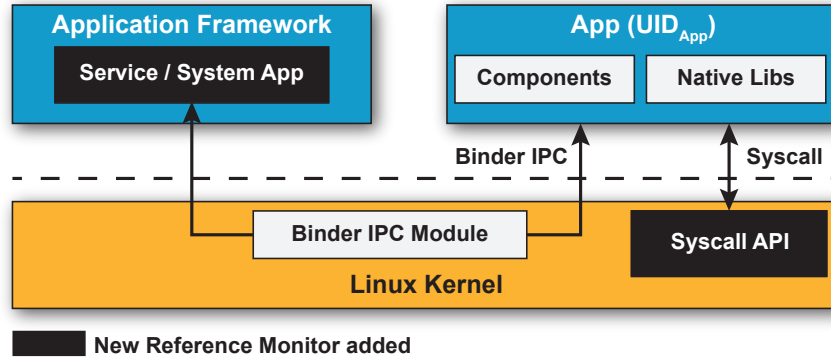 Application Framework
Service / System App
App (UID_App)
Components
Native Libs
Binder IPC
Syscall
Binder IPC Module
Syscall API
Linux Kernel
New Reference Monitor added